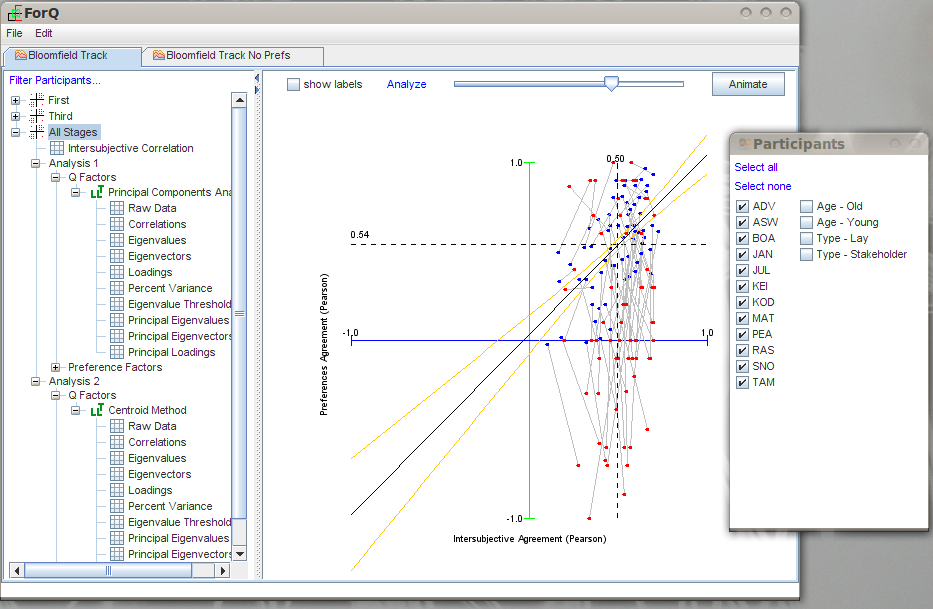 ForQ
File Edit
Bloomfield Track Bloomfield Track No Prefs
Filter Participants...
First
Third
All Stages
Intersubjective Correlation
Analysis 1
Q Factors
Principal Components Ana
Raw Data
Correlations
Eigenvalues
Eigenvectors
Loadings
Percent Variance
Eigenvalue Threshold
Principal Eigenvalues
Principal Eigenvectors
Principal Loadings
Preference Factors
Analysis 2
Q Factors
Centroid Method
Raw Data
Correlations
Eigenvalues
Eigenvectors
Loadings
Percent Variance
Eigenvalue Threshold
Principal Eigenvalues
Principal Eigenvectors
show labels Analyze Animate
1.0 0.50
0.54
-1.0 1.0
-1.0
Preferences Agreement (Pearson)
Intersubjective Agreement (Pearson)
Participants
Select all
Select none
ADV Age - Old
ASW Age - Young
BOA Type - Lay
JAN Type - Stakeholder
JUL
KEI
KOD
MAT
PEA
RAS
SNO
TAM